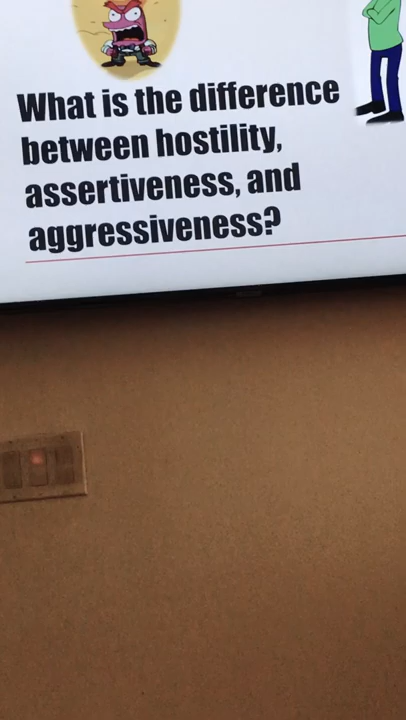 What is the difference
between hostility,
assertiveness, and
aggressiveness?